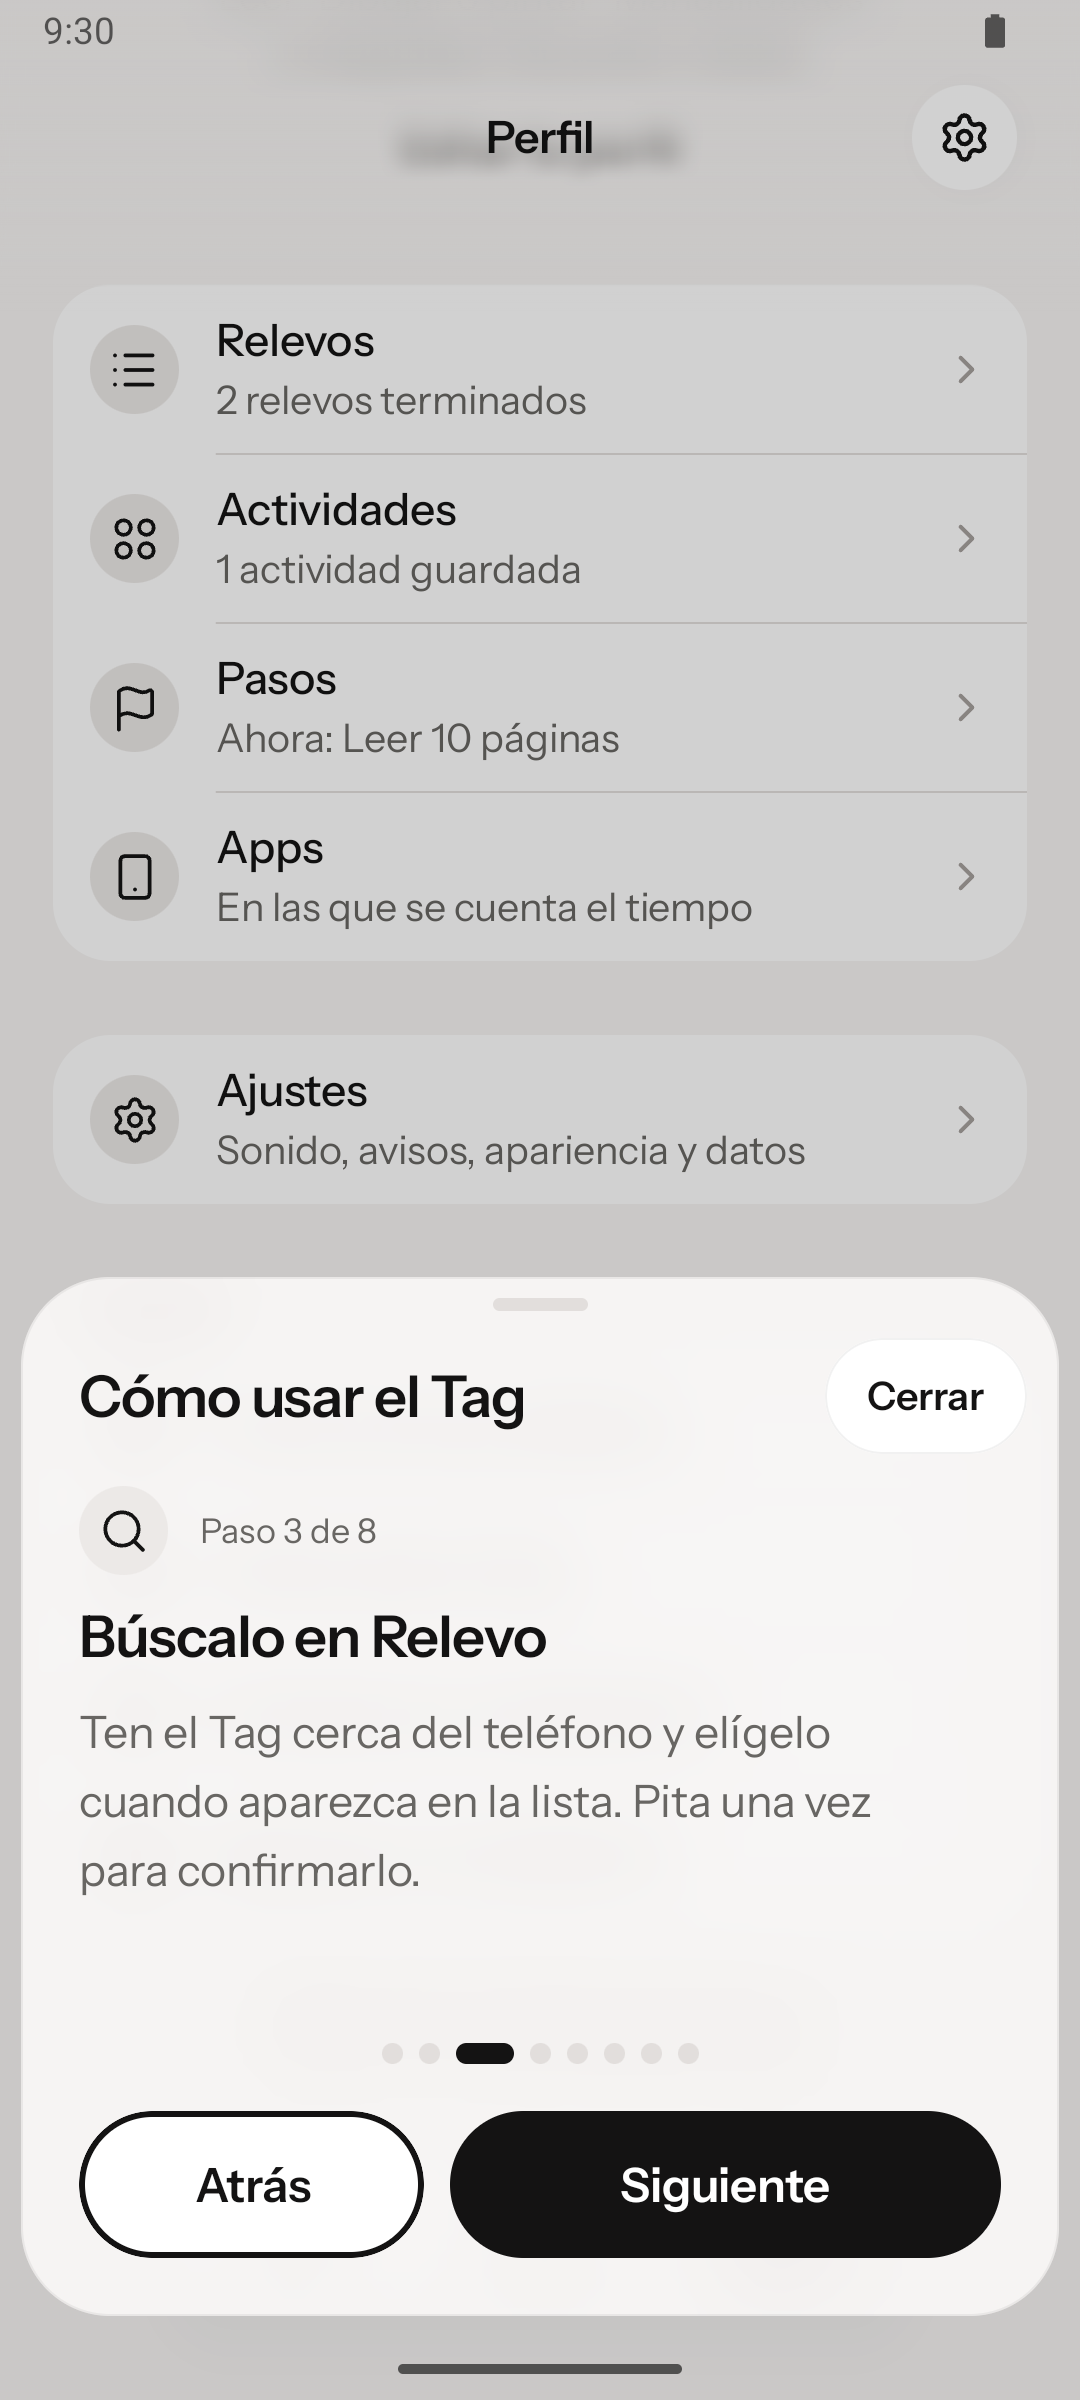 9:30
Perfil
Relevos
2 relevos terminados
Actividades
1 actividad guardada
Pasos
Ahora: Leer 10 páginas
Apps
En las que se cuenta el tiempo
Ajustes
Sonido, avisos, apariencia y datos
Cómo usar el Tag
Cerrar
Paso 3 de 8
Búscalo en Relevo
Ten el Tag cerca del teléfono y elígelo
cuando aparezca en la lista. Pita una vez
para confirmarlo.
Atrás
Siguiente